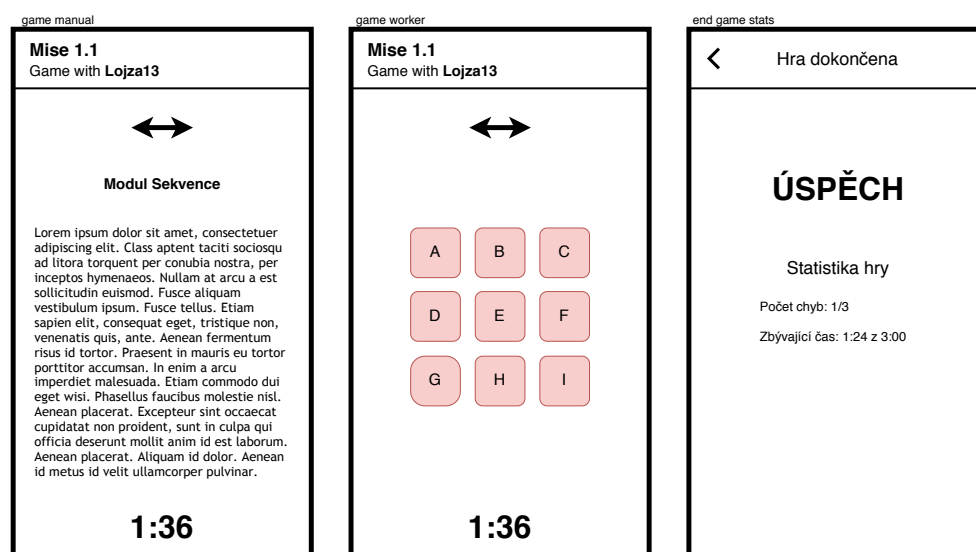 game manual
Mise 1.1
Game with Lojza13
Modul Sekvence
Lorem ipsum dolor sit amet, consectetuer
adipiscing elit. Class aptent taciti sociosqu
ad litora torquent per conubia nostra, per
inceptos hymenaeos. Nullam at arcu a est
sollicitudin euismod. Fusce aliquam
vestibulum ipsum. Fusce tellus. Etiam
sapien elit, consequat eget, tristique non,
venenatis quis, ante. Aenean fermentum
risus id tortor. Praesent in mauris eu tortor
porttitor accumsan. In enim a arcu
imperdiet malesuada. Etiam commodo dui
eget wisi. Phasellus faucibus molestie nisl.
Aenean placerat. Excepteur sint occaecat
cupidatat non proident, sunt in culpa qui
officia deserunt mollit anim id est laborum.
Aenean placerat. Aliquam id dolor. Aenean
id metus id velit ullamcorper pulvinar.
1:36
game worker
Mise 1.1
Game with Lojza13
A B C
D E F
G H I
1:36
end game stats
Hra dokončena
ÚSPĚCH
Statistika hry
Počet chyb: 1/3
Zbývající čas: 1:24 z 3:00